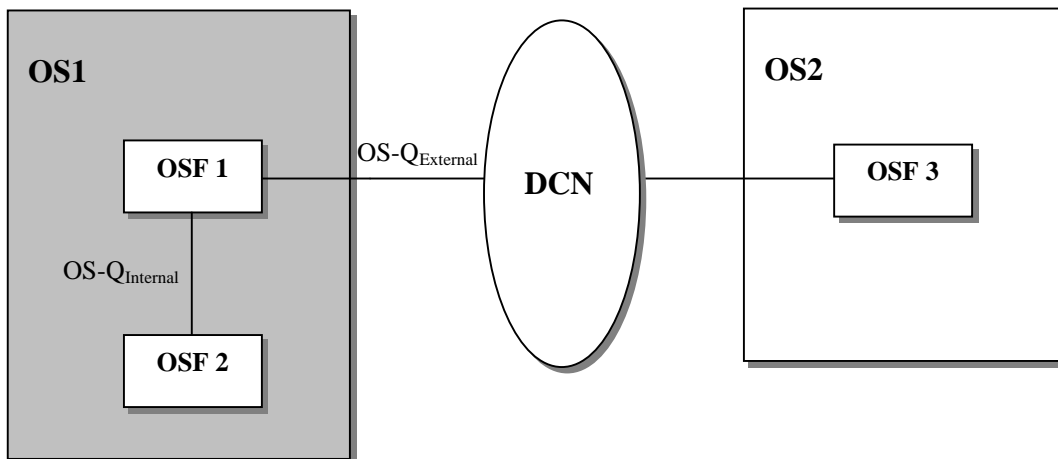 OS1
OSF 1
OS-QExternal
DCN
OS2
OSF 3
OS-QInternal
OSF 2